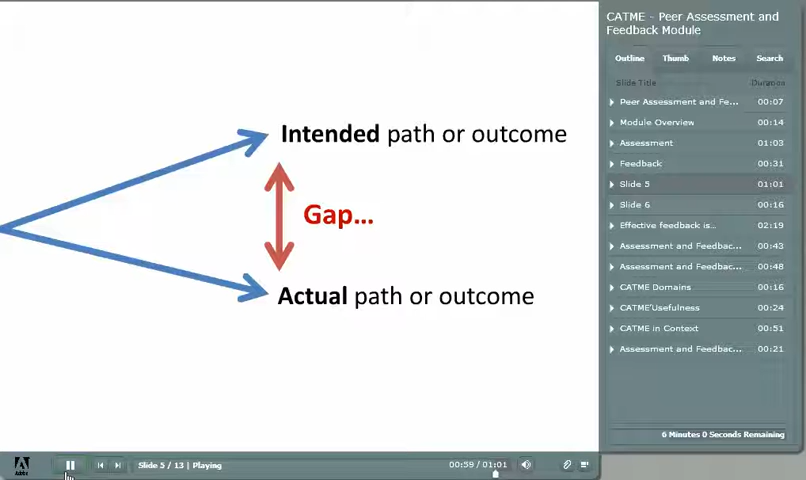 Intended path or outcome
Gap...
Actual path or outcome
CATME - Peer Assessment and
Feedback Module
Outline Thumb Notes Search
Slide Title Duration
Peer Assessment and Fe... 00:07
Module Overview 00:14
Assessment 01:03
Feedback 00:31
Slide 5 01:01
Slide 6 00:16
Effective feedback is... 02:19
Assessment and Feedbac... 00:43
Assessment and Feedbac... 00:48
CATME Domains 00:16
CATME'Usefulness 00:24
CATME in Context 00:51
Assessment and Feedbac... 00:21
6 Minutes 0 Seconds Remaining
Adobe
Slide 5 / 13 | Playing
00:59 / 01:01